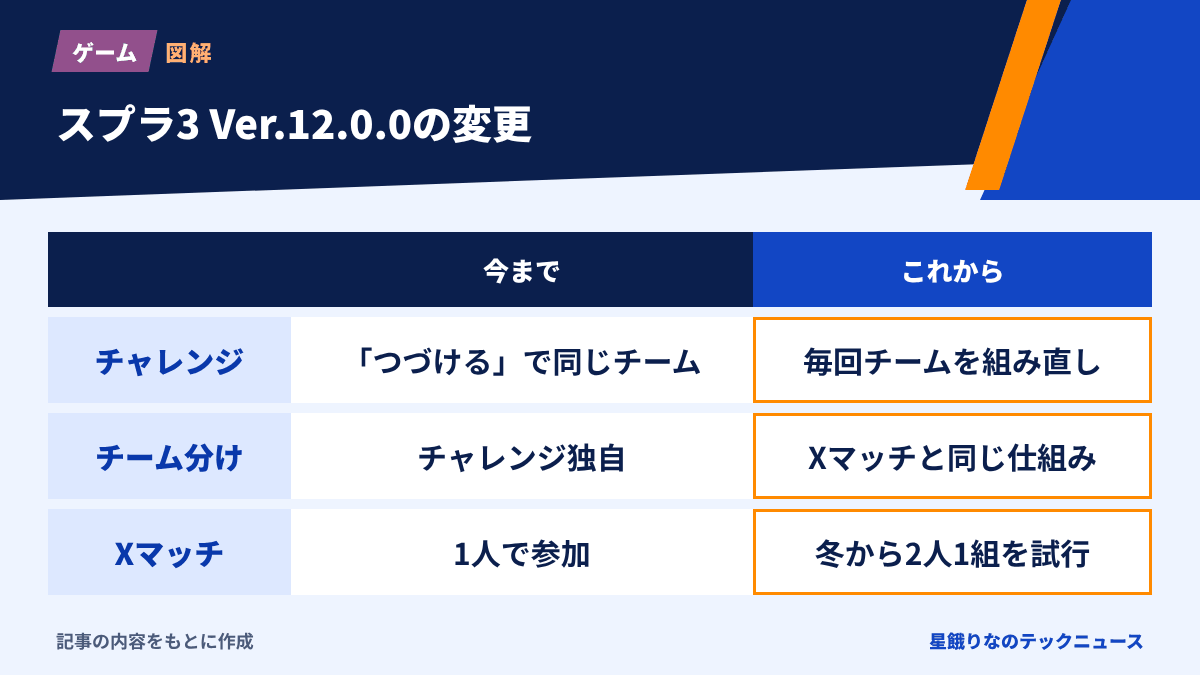 ゲーム 図解
スプラ3 Ver.12.0.0の変更
今まで これから
チャレンジ 「つづける」で同じチーム 毎回チームを組み直し
チーム分け チャレンジ独自 Xマッチと同じ仕組み
Xマッチ 1人で参加 冬から2人1組を試行
記事の内容をもとに作成 星餓りなのテックニュース